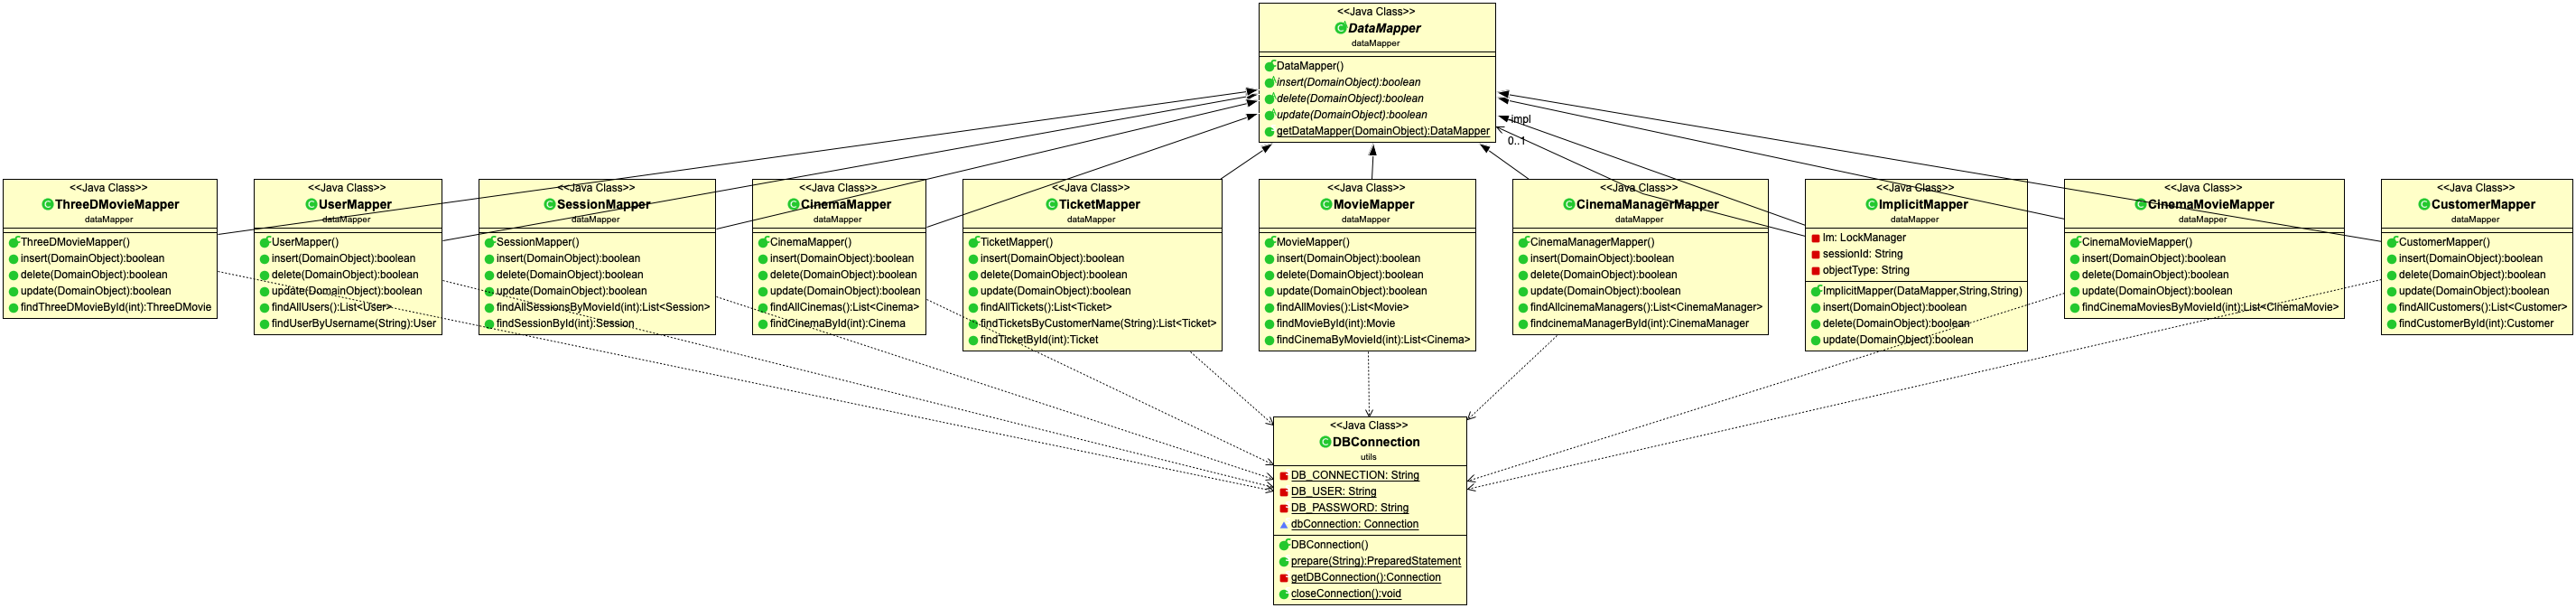 <<Java Class>>
DataMapper
dataMapper
DataMapper()
insert(DomainObject):boolean
delete(DomainObject):boolean
update(DomainObject):boolean
getDataMapper(DomainObject):DataMapper
impl
0..1
<<Java Class>>
ThreeDMovieMapper
dataMapper
ThreeDMovieMapper()
insert(DomainObject):boolean
delete(DomainObject):boolean
update(DomainObject):boolean
findThreeDMovieById(int):ThreeDMovie
<<Java Class>>
UserMapper
dataMapper
UserMapper()
insert(DomainObject):boolean
delete(DomainObject):boolean
update(DomainObject):boolean
findAllUsers():List<User>
findUserByUsername(String):User
<<Java Class>>
SessionMapper
dataMapper
SessionMapper()
insert(DomainObject):boolean
delete(DomainObject):boolean
update(DomainObject):boolean
findAllSessionsByMovieId(int):List<Session>
findSessionById(int):Session
<<Java Class>>
CinemaMapper
dataMapper
CinemaMapper()
insert(DomainObject):boolean
delete(DomainObject):boolean
update(DomainObject):boolean
findAllCinemas():List<Cinema>
findCinemaById(int):Cinema
<<Java Class>>
TicketMapper
dataMapper
TicketMapper()
insert(DomainObject):boolean
delete(DomainObject):boolean
update(DomainObject):boolean
findAllTickets():List<Ticket>
findTicketsByCustomerName(String):List<Ticket>
findTicketById(int):Ticket
<<Java Class>>
MovieMapper
dataMapper
MovieMapper()
insert(DomainObject):boolean
delete(DomainObject):boolean
update(DomainObject):boolean
findAllMovies():List<Movie>
findMovieById(int):Movie
findCinemaByMovieId(int):List<Cinema>
<<Java Class>>
CinemaManagerMapper
dataMapper
CinemaManagerMapper()
insert(DomainObject):boolean
delete(DomainObject):boolean
update(DomainObject):boolean
findAllcinemaManagers():List<CinemaManager>
findcinemaManagerById(int):CinemaManager
<<Java Class>>
ImplicitMapper
dataMapper
lm: LockManager
sessionId: String
objectType: String
ImplicitMapper(DataMapper,String,String)
insert(DomainObject):boolean
delete(DomainObject):boolean
update(DomainObject):boolean
<<Java Class>>
CinemaMovieMapper
dataMapper
CinemaMovieMapper()
insert(DomainObject):boolean
delete(DomainObject):boolean
update(DomainObject):boolean
findCinemaMoviesByMovieId(int):List<CinemaMovie>
<<Java Class>>
CustomerMapper
dataMapper
CustomerMapper()
insert(DomainObject):boolean
delete(DomainObject):boolean
update(DomainObject):boolean
findAllCustomers():List<Customer>
findCustomerById(int):Customer
<<Java Class>>
DBConnection
utils
DB_CONNECTION: String
DB_USER: String
DB_PASSWORD: String
dbConnection: Connection
DBConnection()
prepare(String):PreparedStatement
getDBConnection():Connection
closeConnection():void